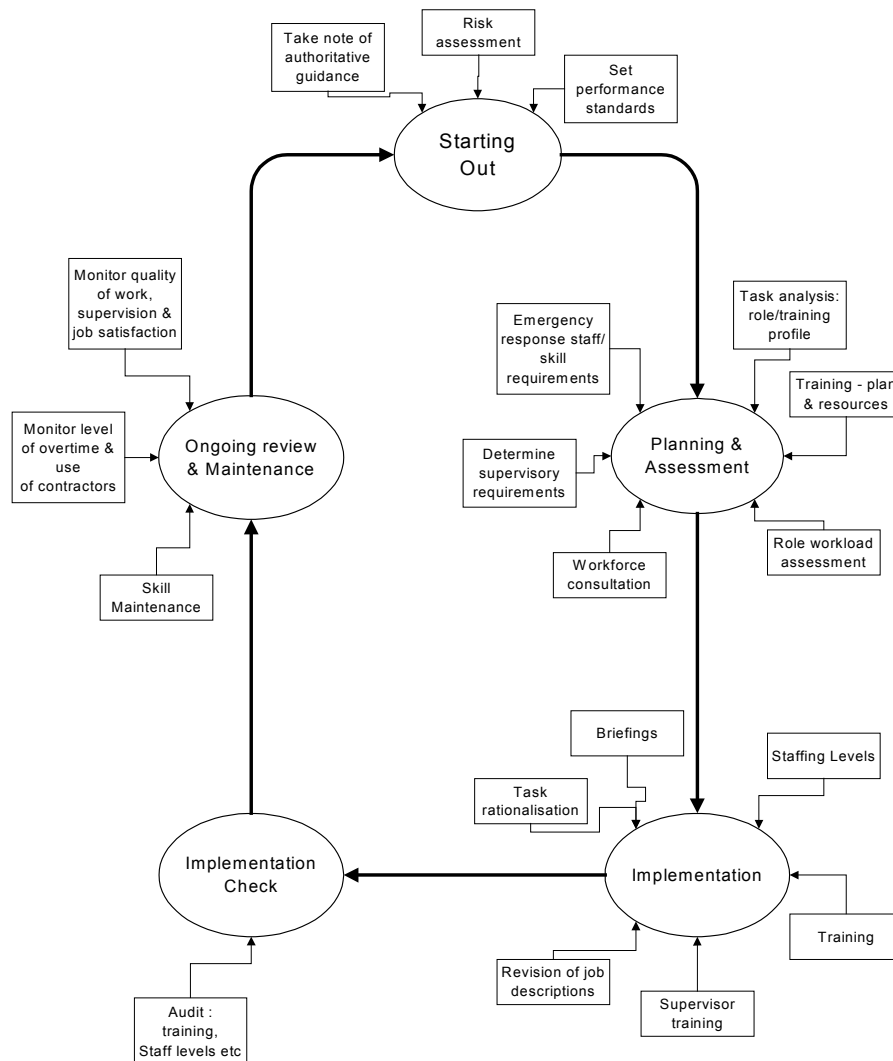 Risk
assessment
Take note of
authoritative
guidance
Set
performance
standards
Starting
Out
Monitor quality
of work,
supervision &
job satisfaction
Emergency
response staff/
skill
requirements
Task analysis:
role/training
profile
Training - plan
& resources
Monitor level
of overtime &
use
of contractors
Ongoing review
& Maintenance
Determine
supervisory
requirements
Planning &
Assessment
Skill
Maintenance
Workforce
consultation
Role workload
assessment
Briefings
Staffing Levels
Task
rationalisation
Implementation
Check
Implementation
Training
Revision of job
descriptions
Supervisor
training
Audit :
training,
Staff levels etc